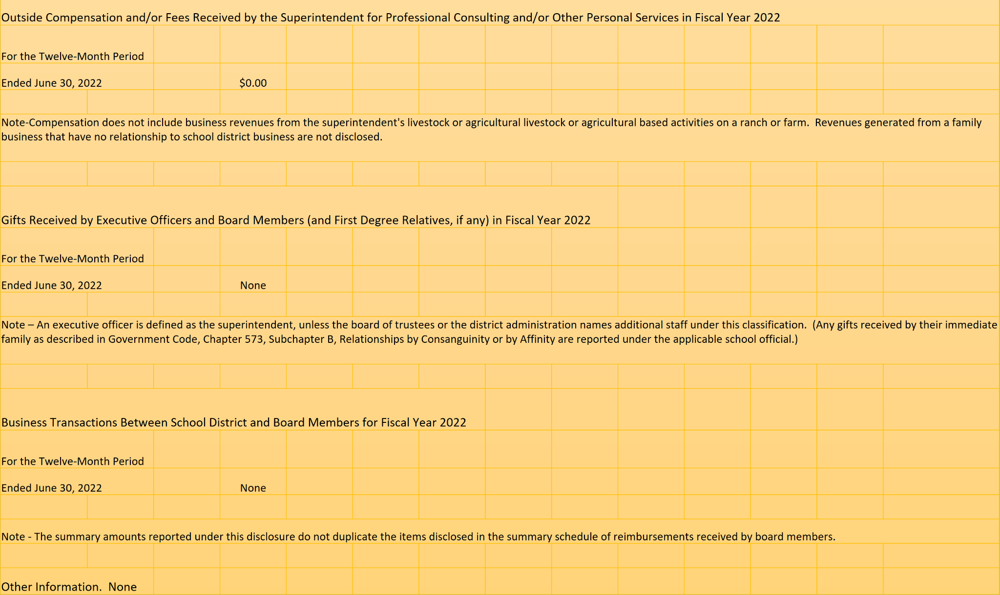 Outside Compensation and/or Fees Received by the Superintendent for Professional Consulting and/or Other Personal Services in Fiscal Year 2022
For the Twelve-Month Period
Ended June 30, 2022 $0.00
Note-Compensation does not include business revenues from the superintendent's livestock or agricultural livestock or agricultural based activities on a ranch or farm.  Revenues generated from a family
business that have no relationship to school district business are not disclosed.
Gifts Received by Executive Officers and Board Members (and First Degree Relatives, if any) in Fiscal Year 2022
For the Twelve-Month Period
Ended June 30, 2022 None
Note – An executive officer is defined as the superintendent, unless the board of trustees or the district administration names additional staff under this classification.  (Any gifts received by their immediate
family as described in Government Code, Chapter 573, Subchapter B, Relationships by Consanguinity or by Affinity are reported under the applicable school official.)
Business Transactions Between School District and Board Members for Fiscal Year 2022
For the Twelve-Month Period
Ended June 30, 2022 None
Note - The summary amounts reported under this disclosure do not duplicate the items disclosed in the summary schedule of reimbursements received by board members.
Other Information.  None